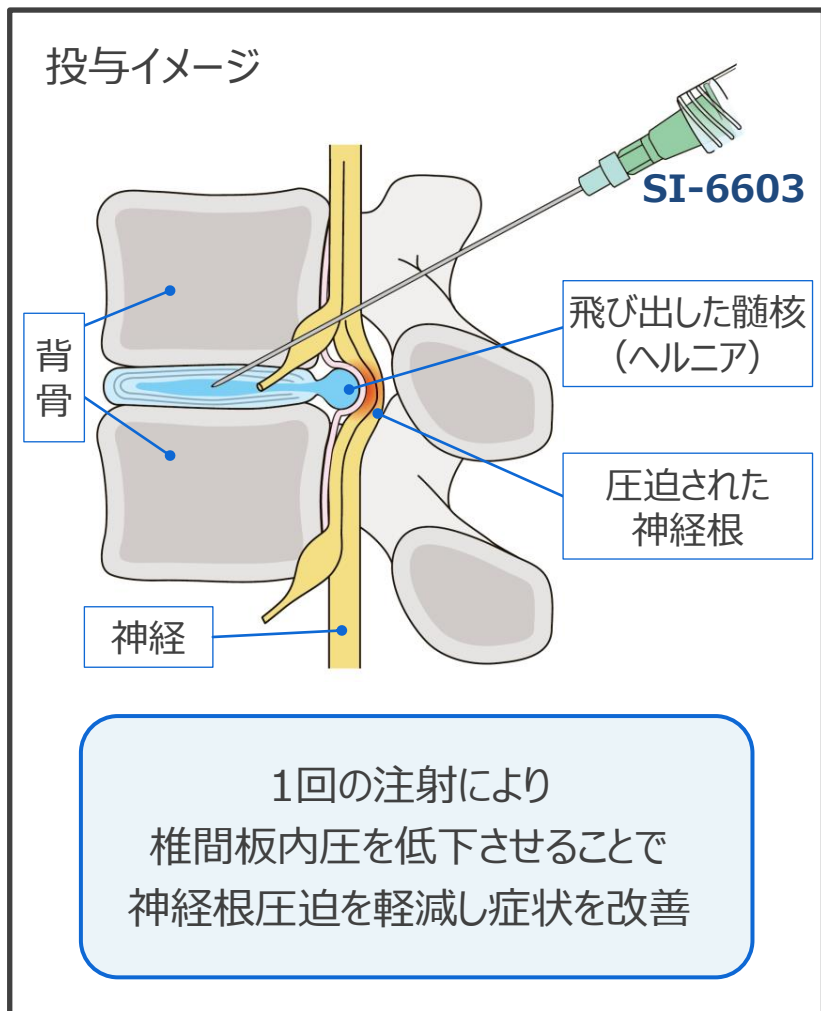 投与イメージ
SI-6603
飛び出した髄核
（ヘルニア）
背
骨
圧迫された
神経根
神経
1回の注射により
椎間板内圧を低下させることで
神経根圧迫を軽減し症状を改善